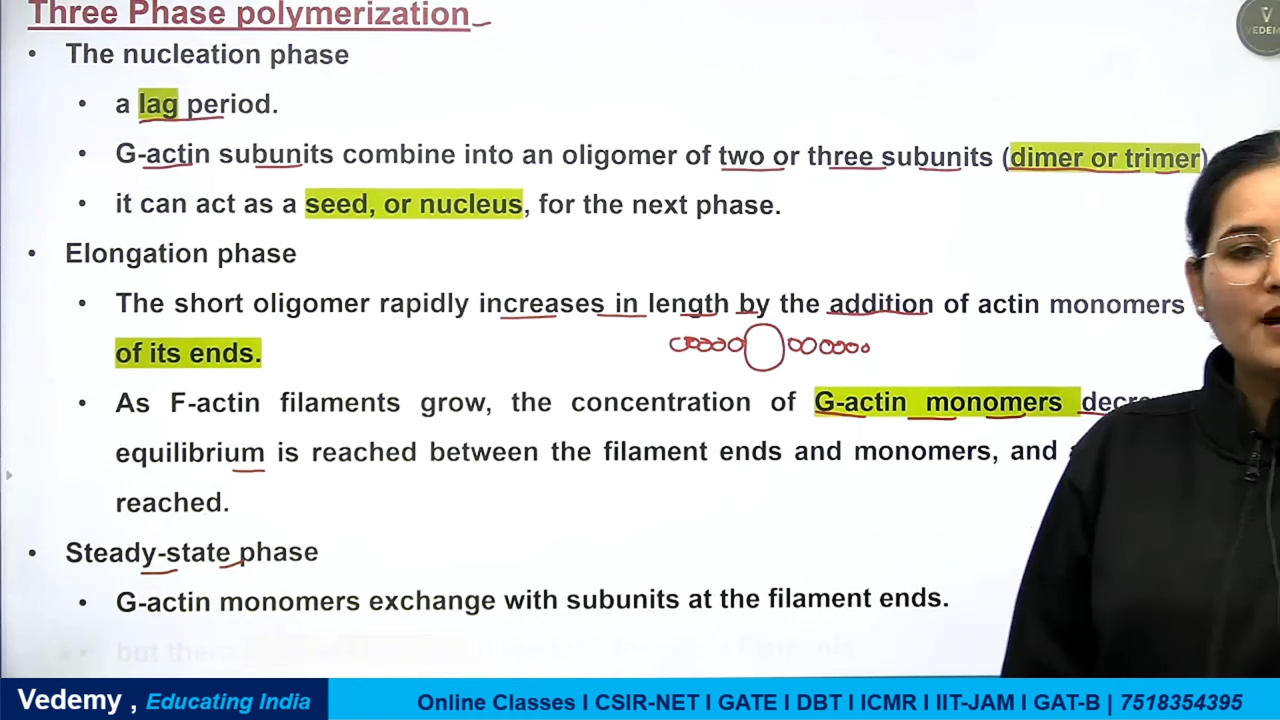 Three Phase polymerization
• The nucleation phase
• a lag period.
• G-actin subunits combine into an oligomer of two or three subunits (dimer or trimer)
• it can act as a seed, or nucleus, for the next phase.
• Elongation phase
• The short oligomer rapidly increases in length by the addition of actin monomers
of its ends.
• As F-actin filaments grow, the concentration of G-actin monomers
equilibrium is reached between the filament ends and monomers, and
reached.
• Steady-state phase
• G-actin monomers exchange with subunits at the filament ends.
• but
V
VEDEM
Vedemy , Educating India
Online Classes I CSIR-NET I GATE I DBT I ICMR I IIT-JAM I GAT-B | 7518354395